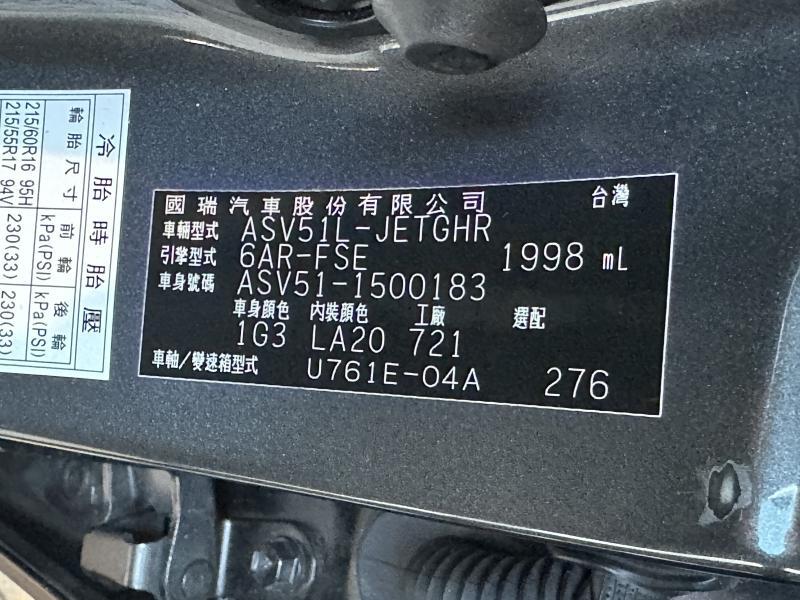 國瑞汽車股份有限公司 台灣
車輛型式 ASV51L-JETGHR
引擎型式 6AR-FSE 1998 mL
車身號碼 ASV51-1500183
車身顏色 內裝顏色 工廠 選配
1G3 LA20 721
車軸/變速箱型式 U761E-04A 276
冷胎時胎壓
輪胎尺寸 前輪 後輪
kPa(PSI) kPa(PSI)
215/60R16 95H 230(33) 230(33)
215/55R17 94V